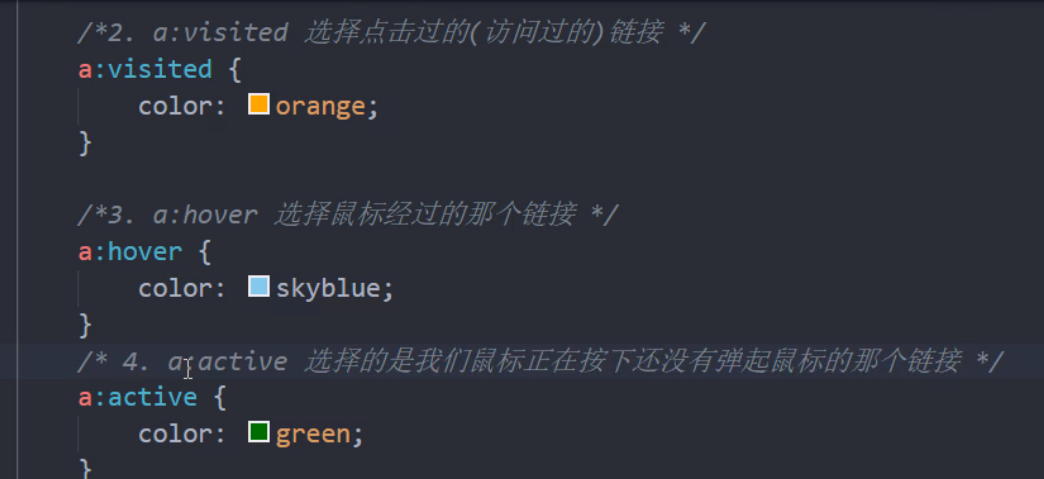 /*2. a:visited 选择点击过的(访问过的)链接 */
a:visited {
color: orange;
}
/*3. a:hover 选择鼠标经过的那个链接 */
a:hover {
color: skyblue;
}
/* 4. a:active 选择的是我们鼠标正在按下还没有弹起鼠标的那个链接 */
a:active {
color: green;
}